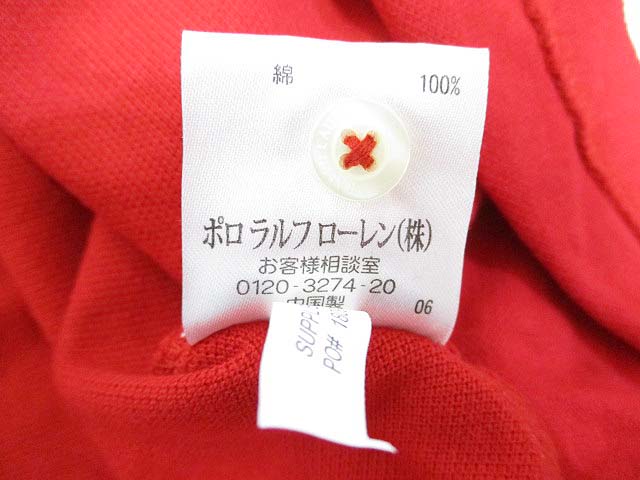 綿 100%
ポロ ラルフ ローレン(株)
お客様相談室
0120-3274-20
中国製 06
PO#